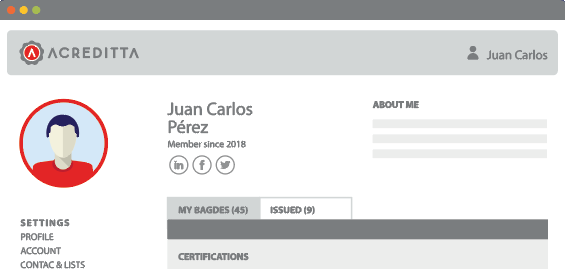 ACREDITTA
Juan Carlos
Juan Carlos
Pérez
Member since 2018
in f
ABOUT ME
SETTINGS
PROFILE
ACCOUNT
CONTAC & LISTS
MY BAGDES (45) ISSUED (9)
CERTIFICATIONS